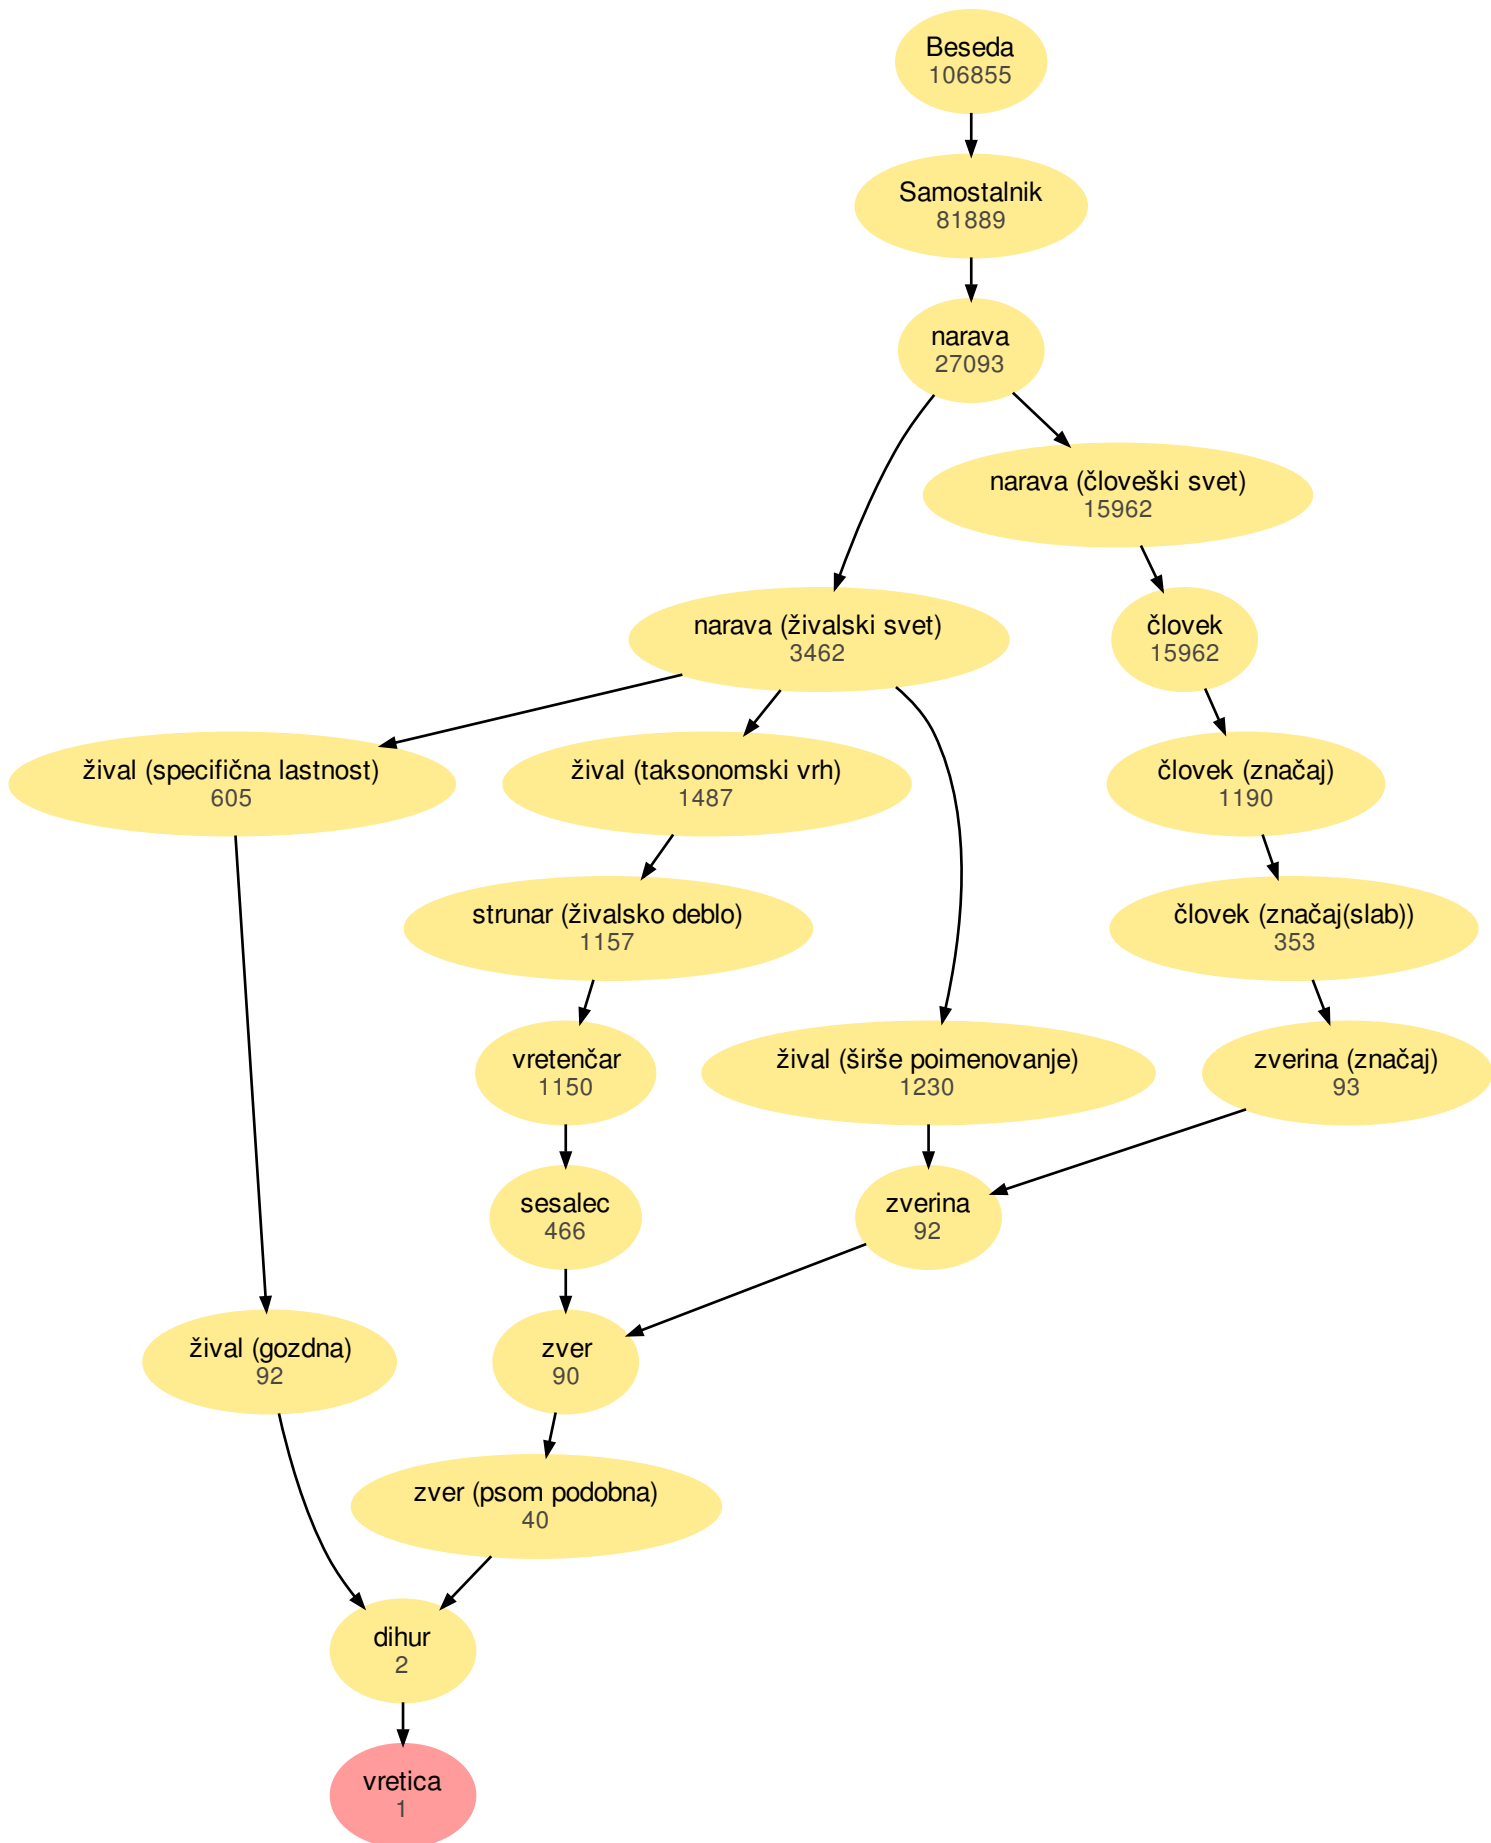 Beseda
106855
Samostalnik
81889
narava
27093
narava (človeški svet)
15962
narava (živalski svet)
3462
človek
15962
žival (specifična lastnost)
605
žival (taksonomski vrh)
1487
človek (značaj)
1190
strunar (živalsko deblo)
1157
človek (značaj(slab))
353
vretenčar
1150
žival (širše poimenovanje)
1230
zverina (značaj)
93
sesalec
466
zverina
92
žival (gozdna)
92
zver
90
zver (psom podobna)
40
dihur
2
vretica
1